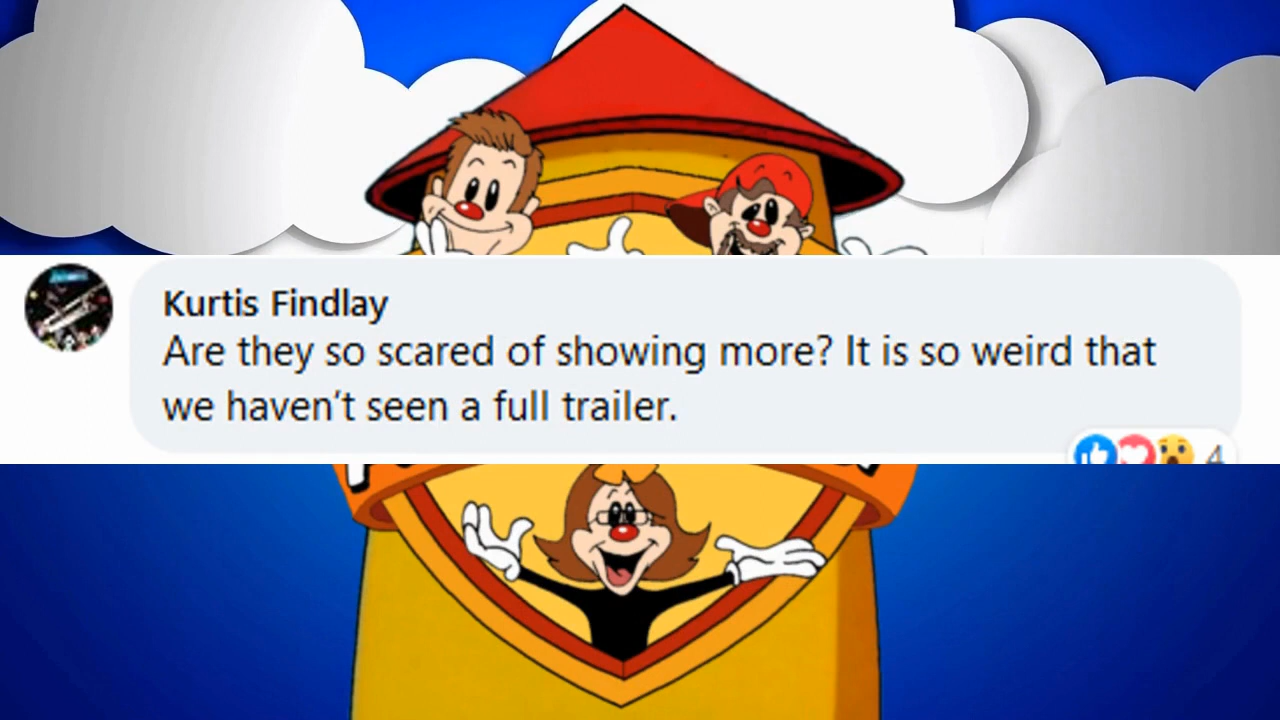 Kurtis Findlay
Are they so scared of showing more? It is so weird that
we haven’t seen a full trailer.
4